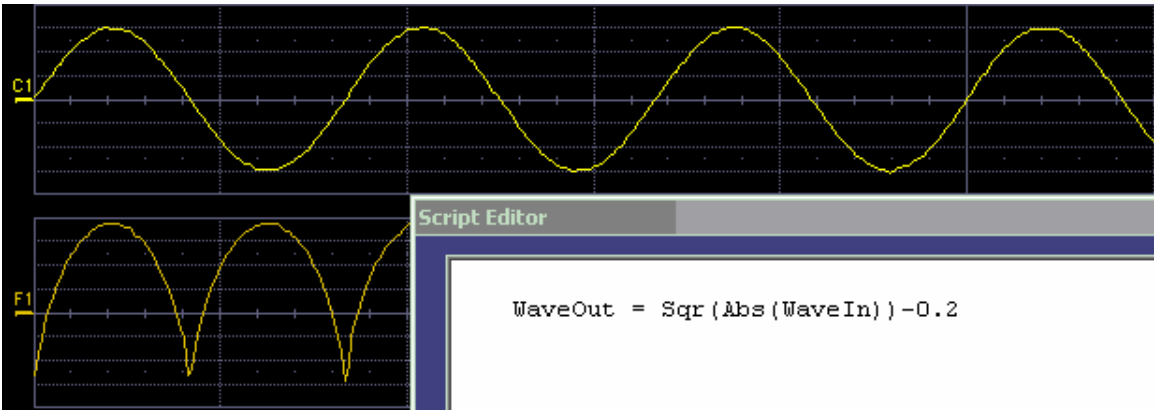 C1
Script Editor
F1
WaveOut = Sqr(Abs(WaveIn))-0.2